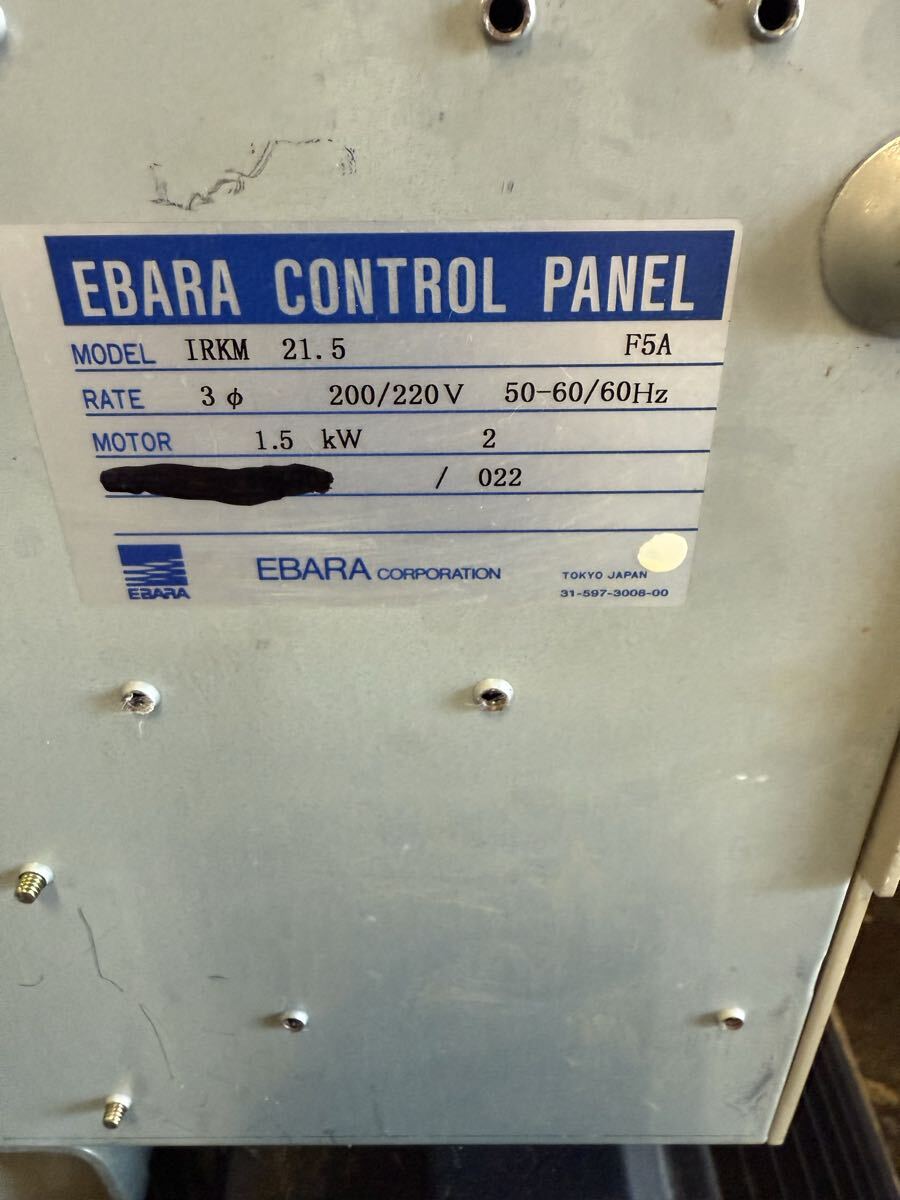 EBARA CONTROL PANEL
MODEL IRKM 21.5 F5A
RATE 3φ 200/220V 50-60/60Hz
MOTOR 1.5 kW 2
/ 022
EBARA
EBARA CORPORATION
TOKYO JAPAN
31-597-3008-00